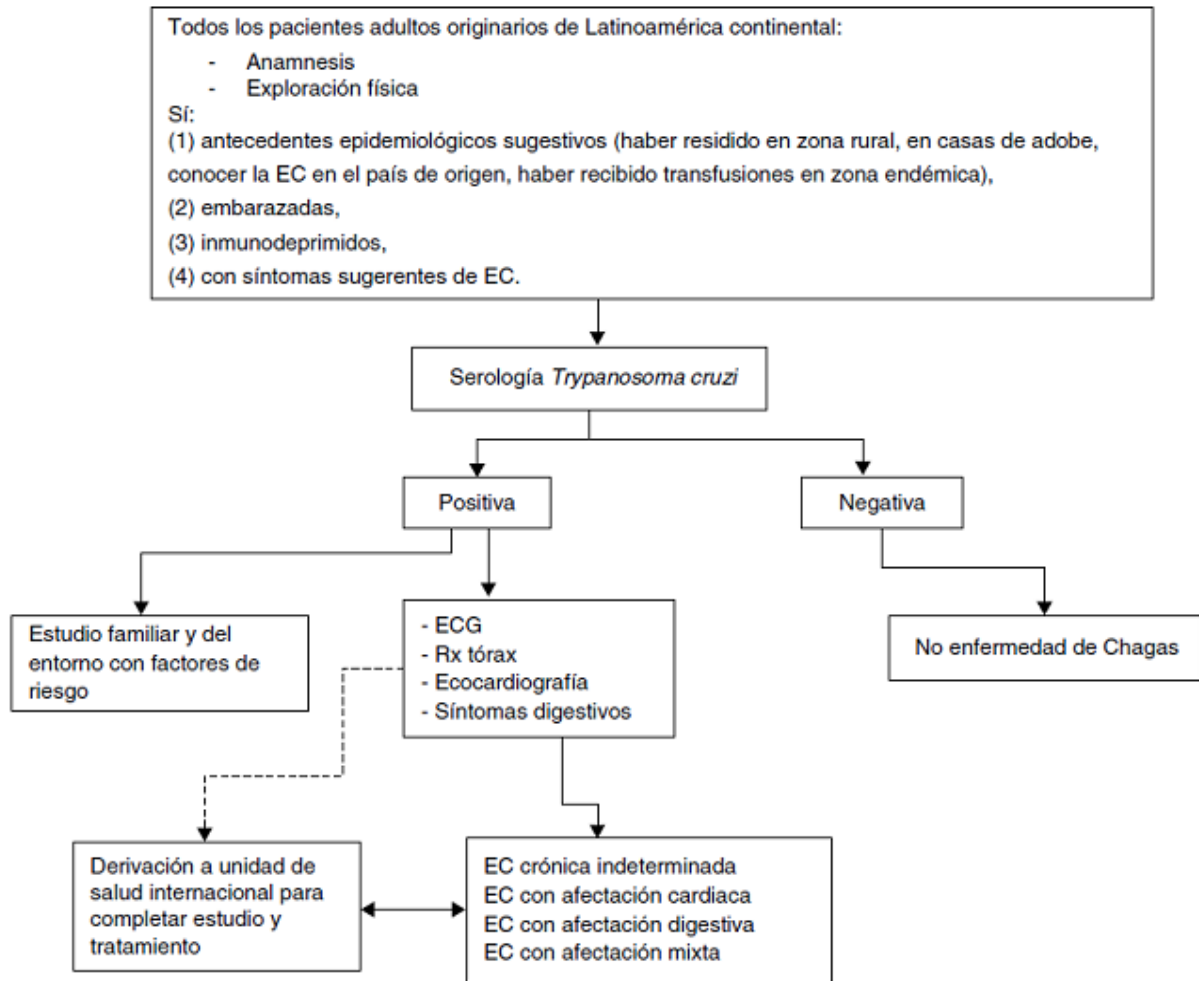 Todos los pacientes adultos originarios de Latinoamérica continental:
- Anamnesis
- Exploración física
Sí:
(1) antecedentes epidemiológicos sugestivos (haber residido en zona rural, en casas de adobe,
conocer la EC en el país de origen, haber recibido transfusiones en zona endémica),
(2) embarazadas,
(3) inmunodeprimidos,
(4) con síntomas sugerentes de EC.
Serología Trypanosoma cruzi
Positiva
Negativa
Estudio familiar y del
entorno con factores de
riesgo
- ECG
- Rx tórax
- Ecocardiografía
- Síntomas digestivos
No enfermedad de Chagas
Derivación a unidad de
salud internacional para
completar estudio y
tratamiento
EC crónica indeterminada
EC con afectación cardiaca
EC con afectación digestiva
EC con afectación mixta